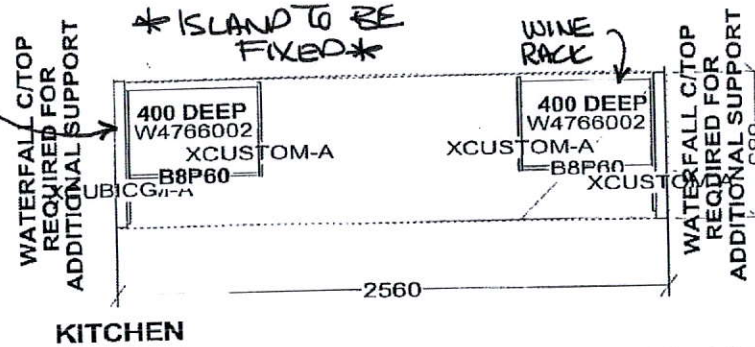 * ISLAND TO BE
FIXED *
WINE
RACK
WATERFALL C/TOP
REQUIRED FOR
ADDITIONAL SUPPORT
400 DEEP
W4766002
XCUSTOM-A
B8P60
400 DEEP
W4766002
XCUSTOM-A
B8P60
WATERFALL C/TOP
REQUIRED FOR
ADDITIONAL SUPPORT
2560
KITCHEN